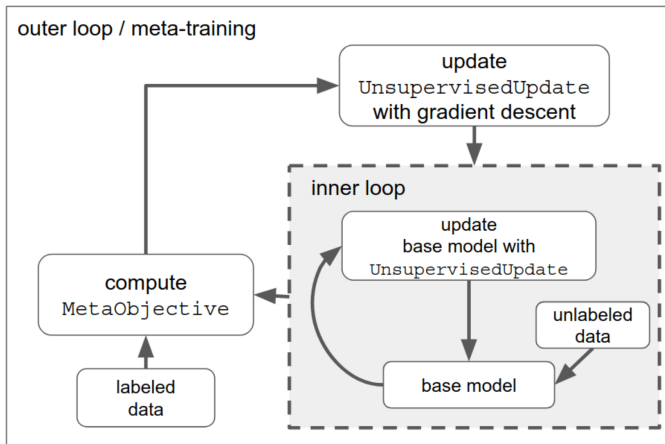 outer loop / meta-training
update
UnsupervisedUpdate
with gradient descent
inner loop
update
base model with
UnsupervisedUpdate
compute
MetaObjective
unlabeled
data
base model
labeled
data